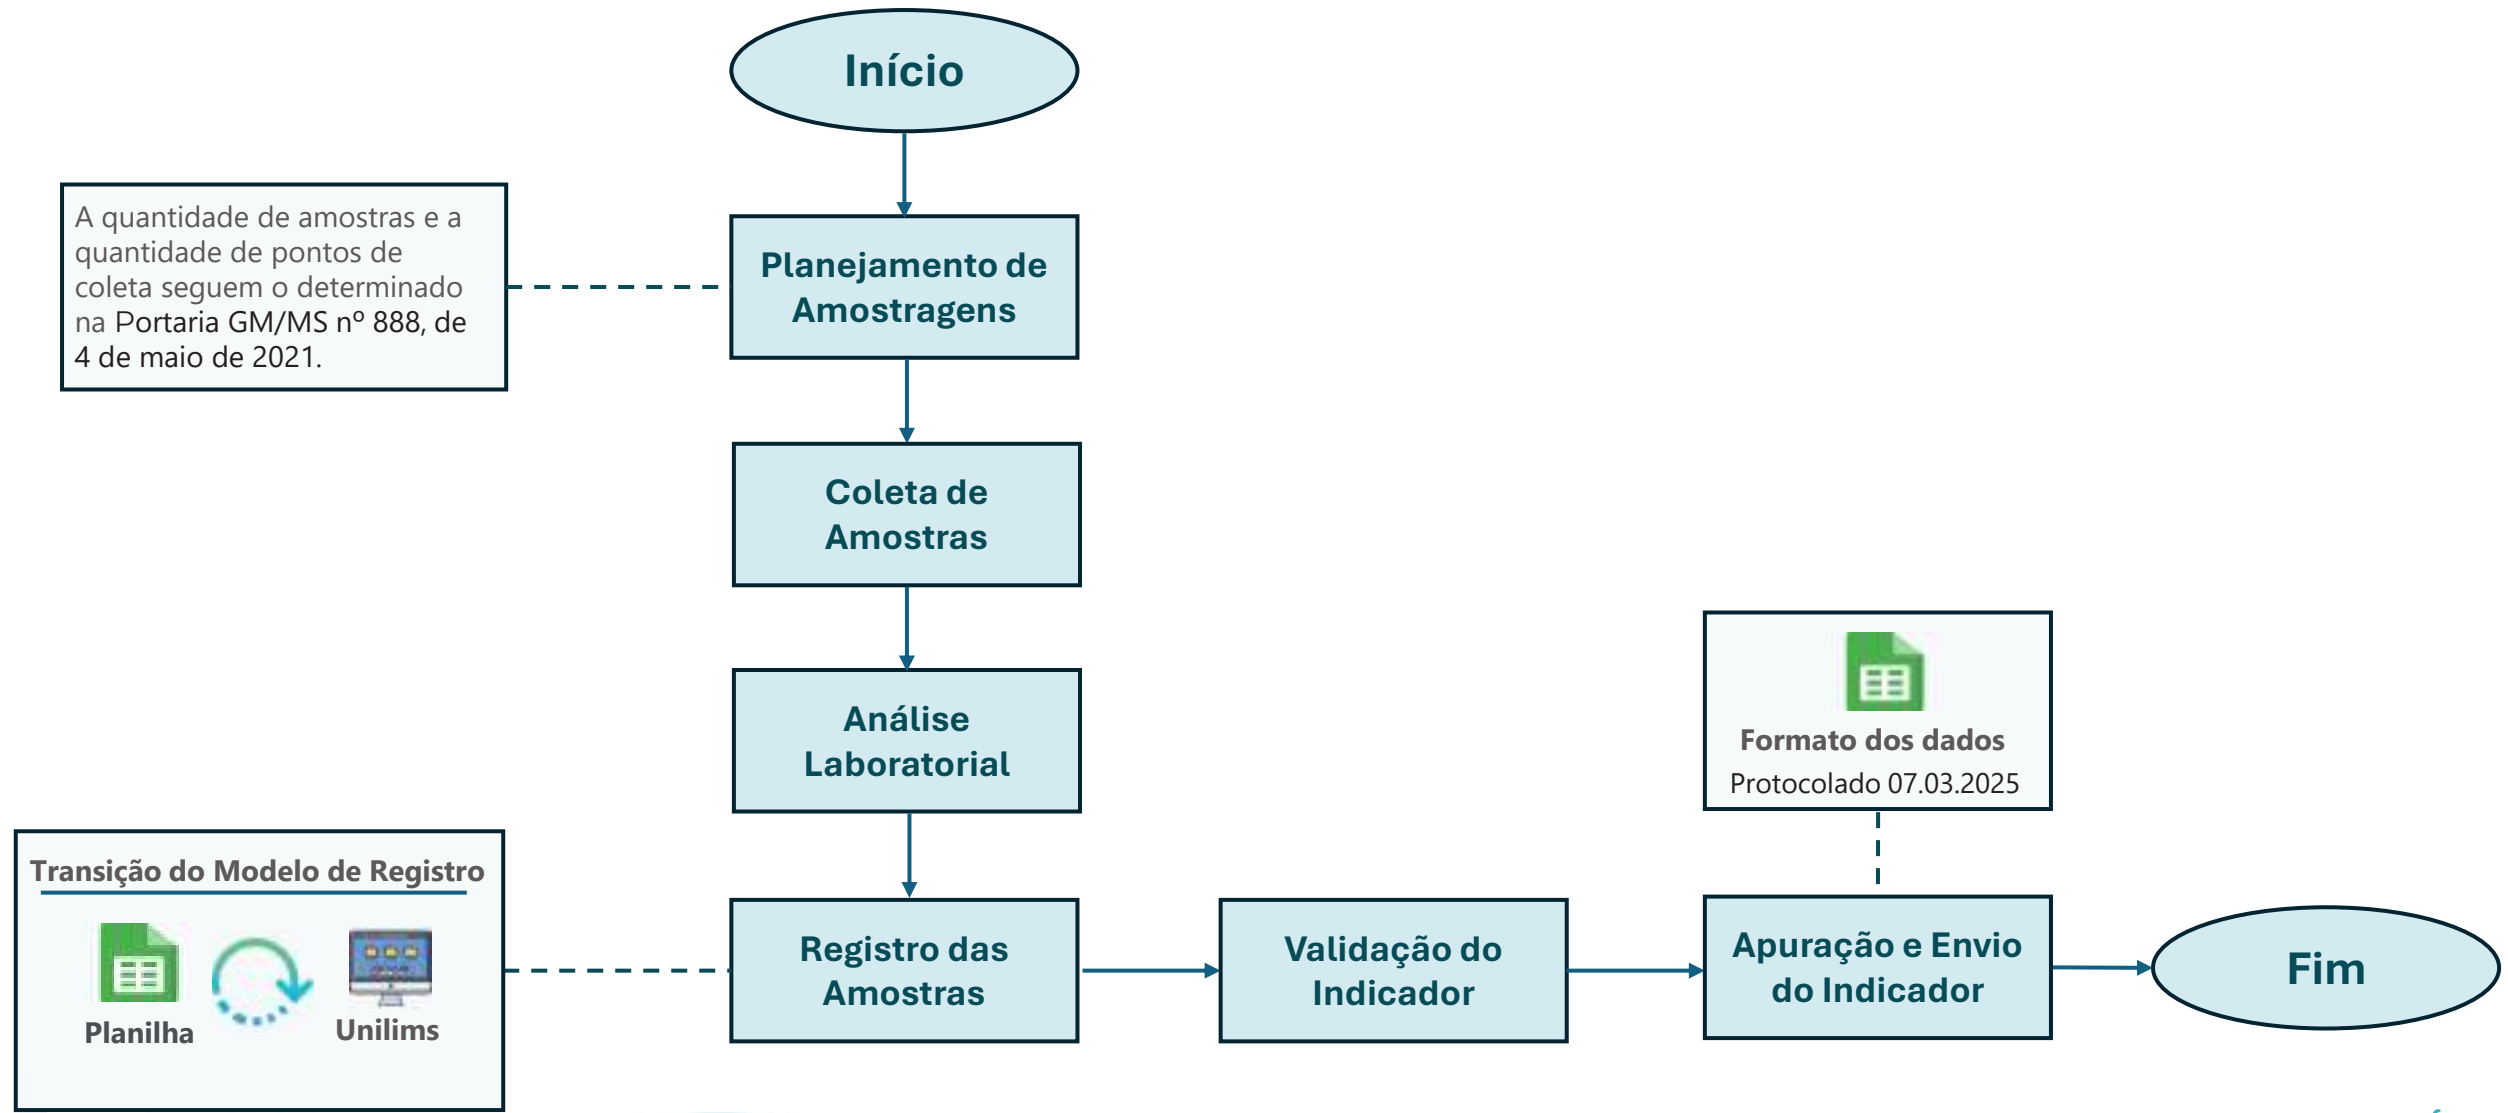 Início
A quantidade de amostras e a
quantidade de pontos de
coleta seguem o determinado
na Portaria GM/MS nº 888, de
4 de maio de 2021.
Planejamento de
Amostragens
Coleta de
Amostras
Análise
Laboratorial
Transição do Modelo de Registro
Planilha
Unilims
Registro das
Amostras
Validação do
Indicador
Formato dos dados
Protocolado 07.03.2025
Apuração e Envio
do Indicador
Fim